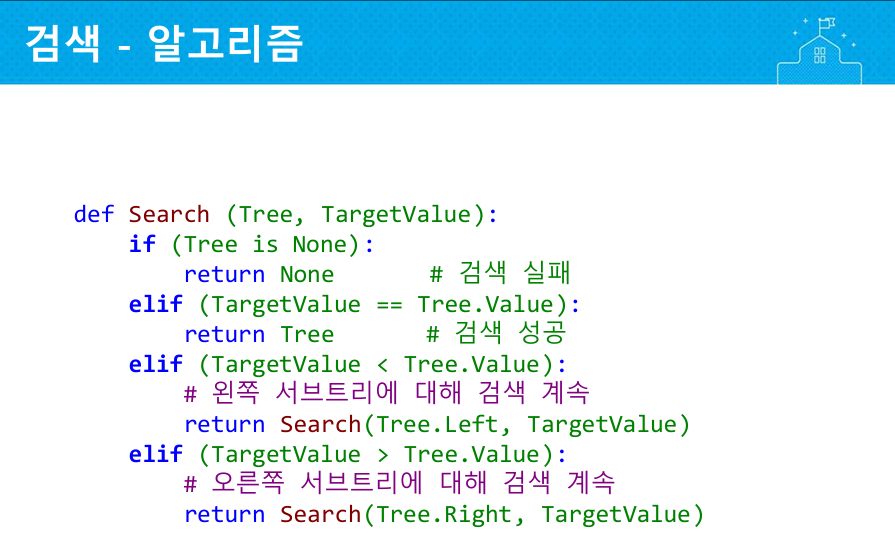 검색 - 알고리즘
def Search (Tree, TargetValue):
    if (Tree is None):
        return None       # 검색 실패
    elif (TargetValue == Tree.Value):
        return Tree       # 검색 성공
    elif (TargetValue < Tree.Value):
        # 왼쪽 서브트리에 대해 검색 계속
        return Search(Tree.Left, TargetValue)
    elif (TargetValue > Tree.Value):
        # 오른쪽 서브트리에 대해 검색 계속
        return Search(Tree.Right, TargetValue)